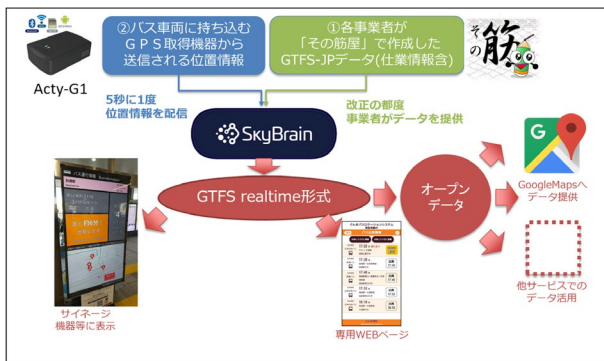 ②バス車両に持ち込む
GPS取得機器から
送信される位置情報
①各事業者が
「その筋屋」で作成した
GTFS-JPデータ(仕業情報含)
その筋
Acty-G1
5秒に1度
位置情報を配信
改正の都度
事業者がデータを提供
SkyBrain
GTFS realtime形式
オープン
データ
G
GoogleMapsへ
データ提供
他サービスでの
データ活用
サイネージ
機器等に表示
専用WEBページ